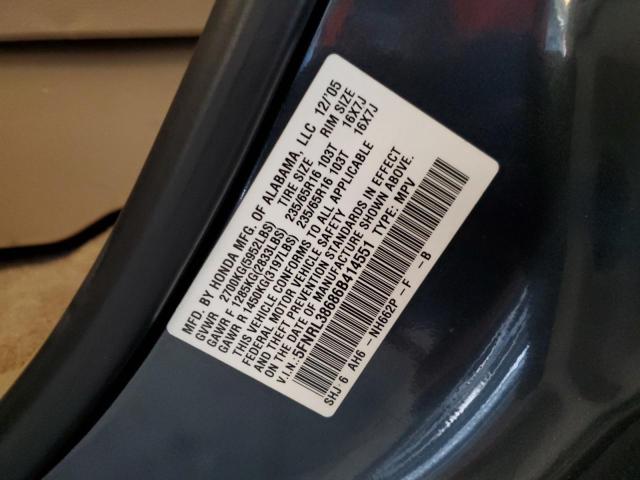 MFD. BY HONDA MFG. OF ALABAMA, LLC 12/'05
GVWR 2700KG(5952LBS) TIRE SIZE RIM SIZE
GAWR F 1285KG(2833LBS) 235/65R16 103T 16X7J
GAWR R 1450KG(3197LBS) 235/65R16 103T 16X7J
THIS VEHICLE CONFORMS TO ALL APPLICABLE
FEDERAL MOTOR VEHICLE SAFETY
AND THEFT PREVENTION STANDARDS IN EFFECT
ON THE DATE OF MANUFACTURE SHOWN ABOVE.
V.I.N. 5FNRL38986B414551 TYPE: MPV
SHJ 6 AH6 -NH662P -F -B